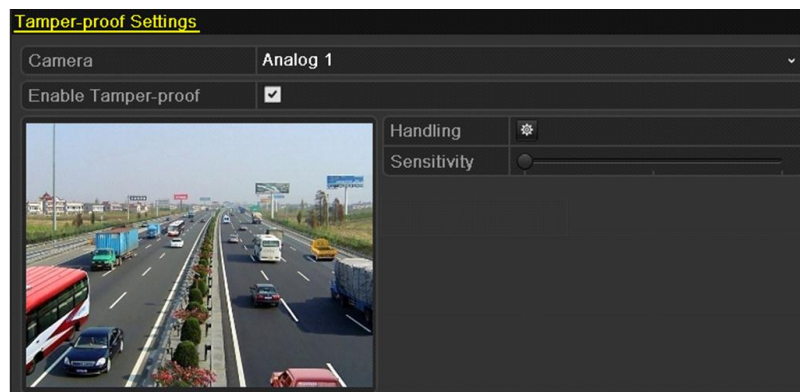 Tamper-proof Settings
Camera Analog 1
Enable Tamper-proof
Handling
Sensitivity